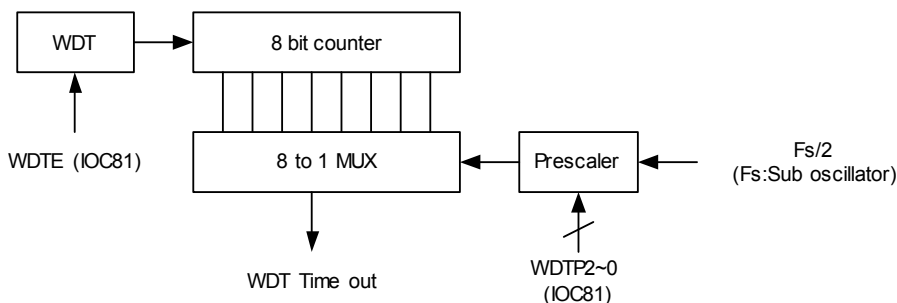 WDT
8 bit counter
WDTE (IOC81)
8 to 1 MUX
Prescaler
Fs/2
(Fs:Sub oscillator)
WDT Time out
WDTP2~0
(IOC81)